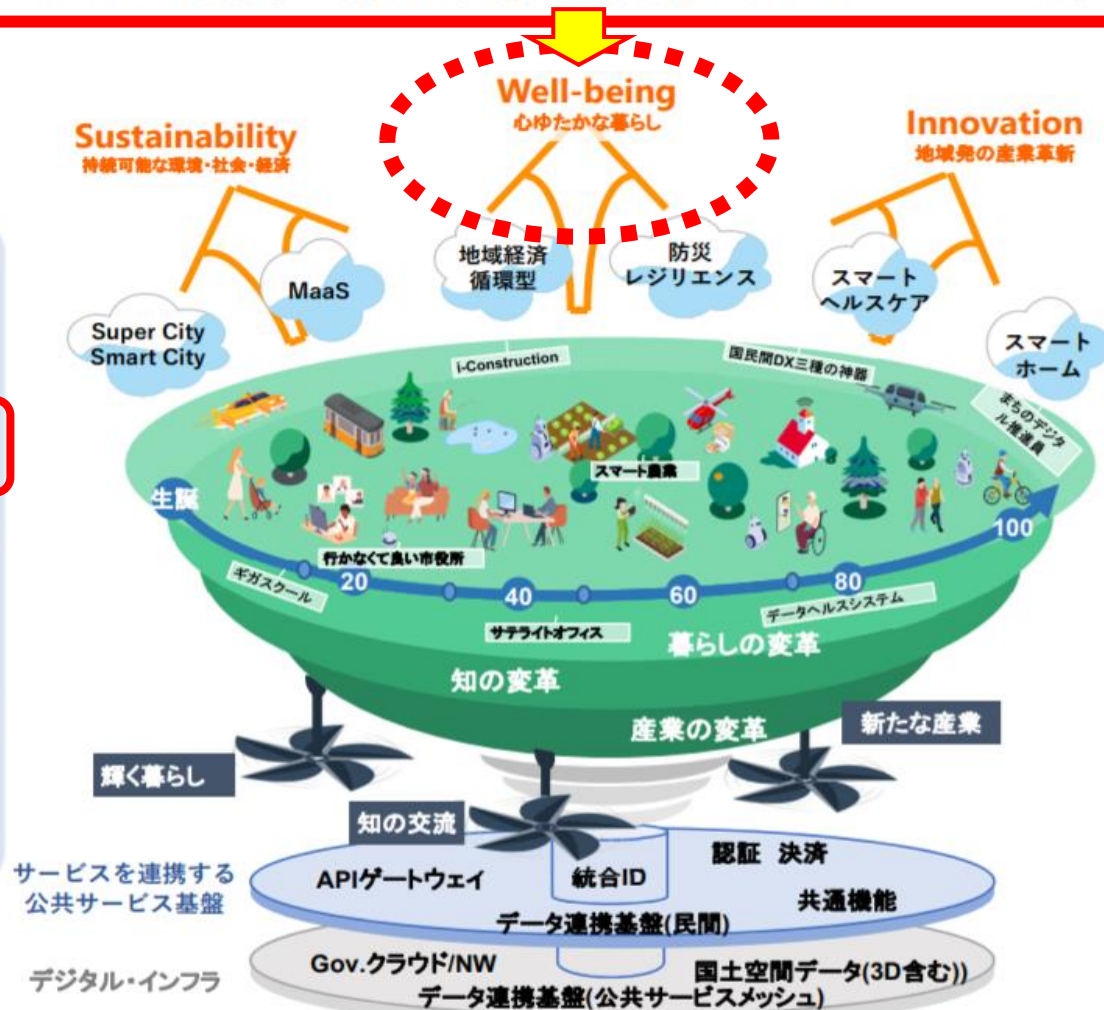 Well-being
心ゆたかな暮らし
Sustainability
持続可能な環境・社会・経済
Innovation
地域発の産業革新
Super City
Smart City
MaaS
地域経済
循環型
防災
レジリエンス
スマート
ヘルスケア
スマート
ホーム
i-Construction
国民間DX三種の神器
まちのデジタ
ル推進員
スマート農業
生誕
行かなくて良い市役所
ギガスクール
20
40
60
80
100
サテライトオフィス
データヘルスシステム
暮らしの変革
知の変革
産業の変革
新たな産業
輝く暮らし
知の交流
サービスを連携する
公共サービス基盤
APIゲートウェイ
統合ID
認証 決済
共通機能
データ連携基盤(民間)
デジタル・インフラ
Gov.クラウド/NW
国土空間データ(3D含む))
データ連携基盤(公共サービスメッシュ)